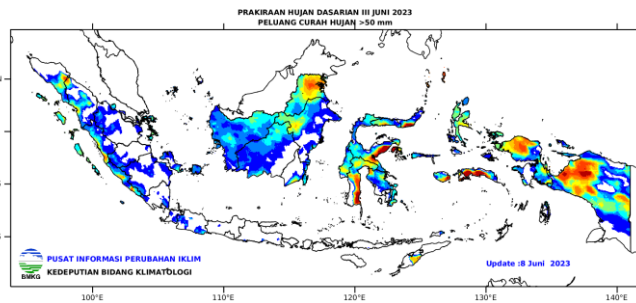 PRAKIRAAN HUJAN DASARIAN III JUNI 2023
PELUANG CURAH HUJAN >50 mm
PUSAT INFORMASI PERUBAHAN IKLIM
KEDEPUTIAN BIDANG KLIMATOLOGI
BMKG
Update :8 Juni 2023
100°E
110°E
120°E
130°E
140°E